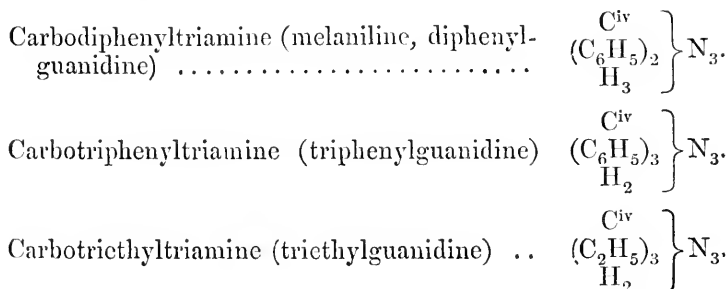 Carbodiphenyltriamine (melaniline, diphenyl-
guanidine) .............................. C^iv (C6H5)2 H3 } N3.
Carbotriphenyltriamine (triphenylguanidine) C^iv (C6H5)3 H2 } N3.
Carbotriethyltriamine (triethylguanidine) .. C^iv (C2H5)3 H2 } N3.